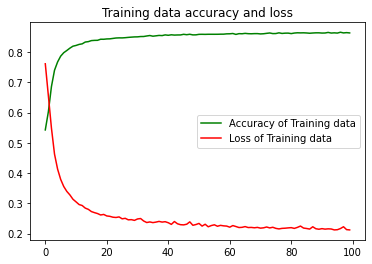 Training data accuracy and loss
0.8
0.7
0.6
0.5
0.4
0.3
0.2
Accuracy of Training data
Loss of Training data
0 20 40 60 80 100